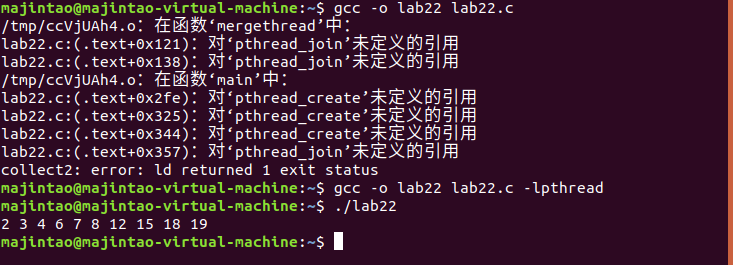 majintao@majintao-virtual-machine:~$ gcc -o lab22 lab22.c
/tmp/ccVjUAh4.o：在函数‘mergethread’中：
lab22.c:(.text+0x121)：对‘pthread_join’未定义的引用
lab22.c:(.text+0x138)：对‘pthread_join’未定义的引用
/tmp/ccVjUAh4.o：在函数‘main’中：
lab22.c:(.text+0x2fe)：对‘pthread_create’未定义的引用
lab22.c:(.text+0x325)：对‘pthread_create’未定义的引用
lab22.c:(.text+0x344)：对‘pthread_create’未定义的引用
lab22.c:(.text+0x357)：对‘pthread_join’未定义的引用
collect2: error: ld returned 1 exit status
majintao@majintao-virtual-machine:~$ gcc -o lab22 lab22.c -lpthread
majintao@majintao-virtual-machine:~$ ./lab22
2 3 4 6 7 8 12 15 18 19
majintao@majintao-virtual-machine:~$